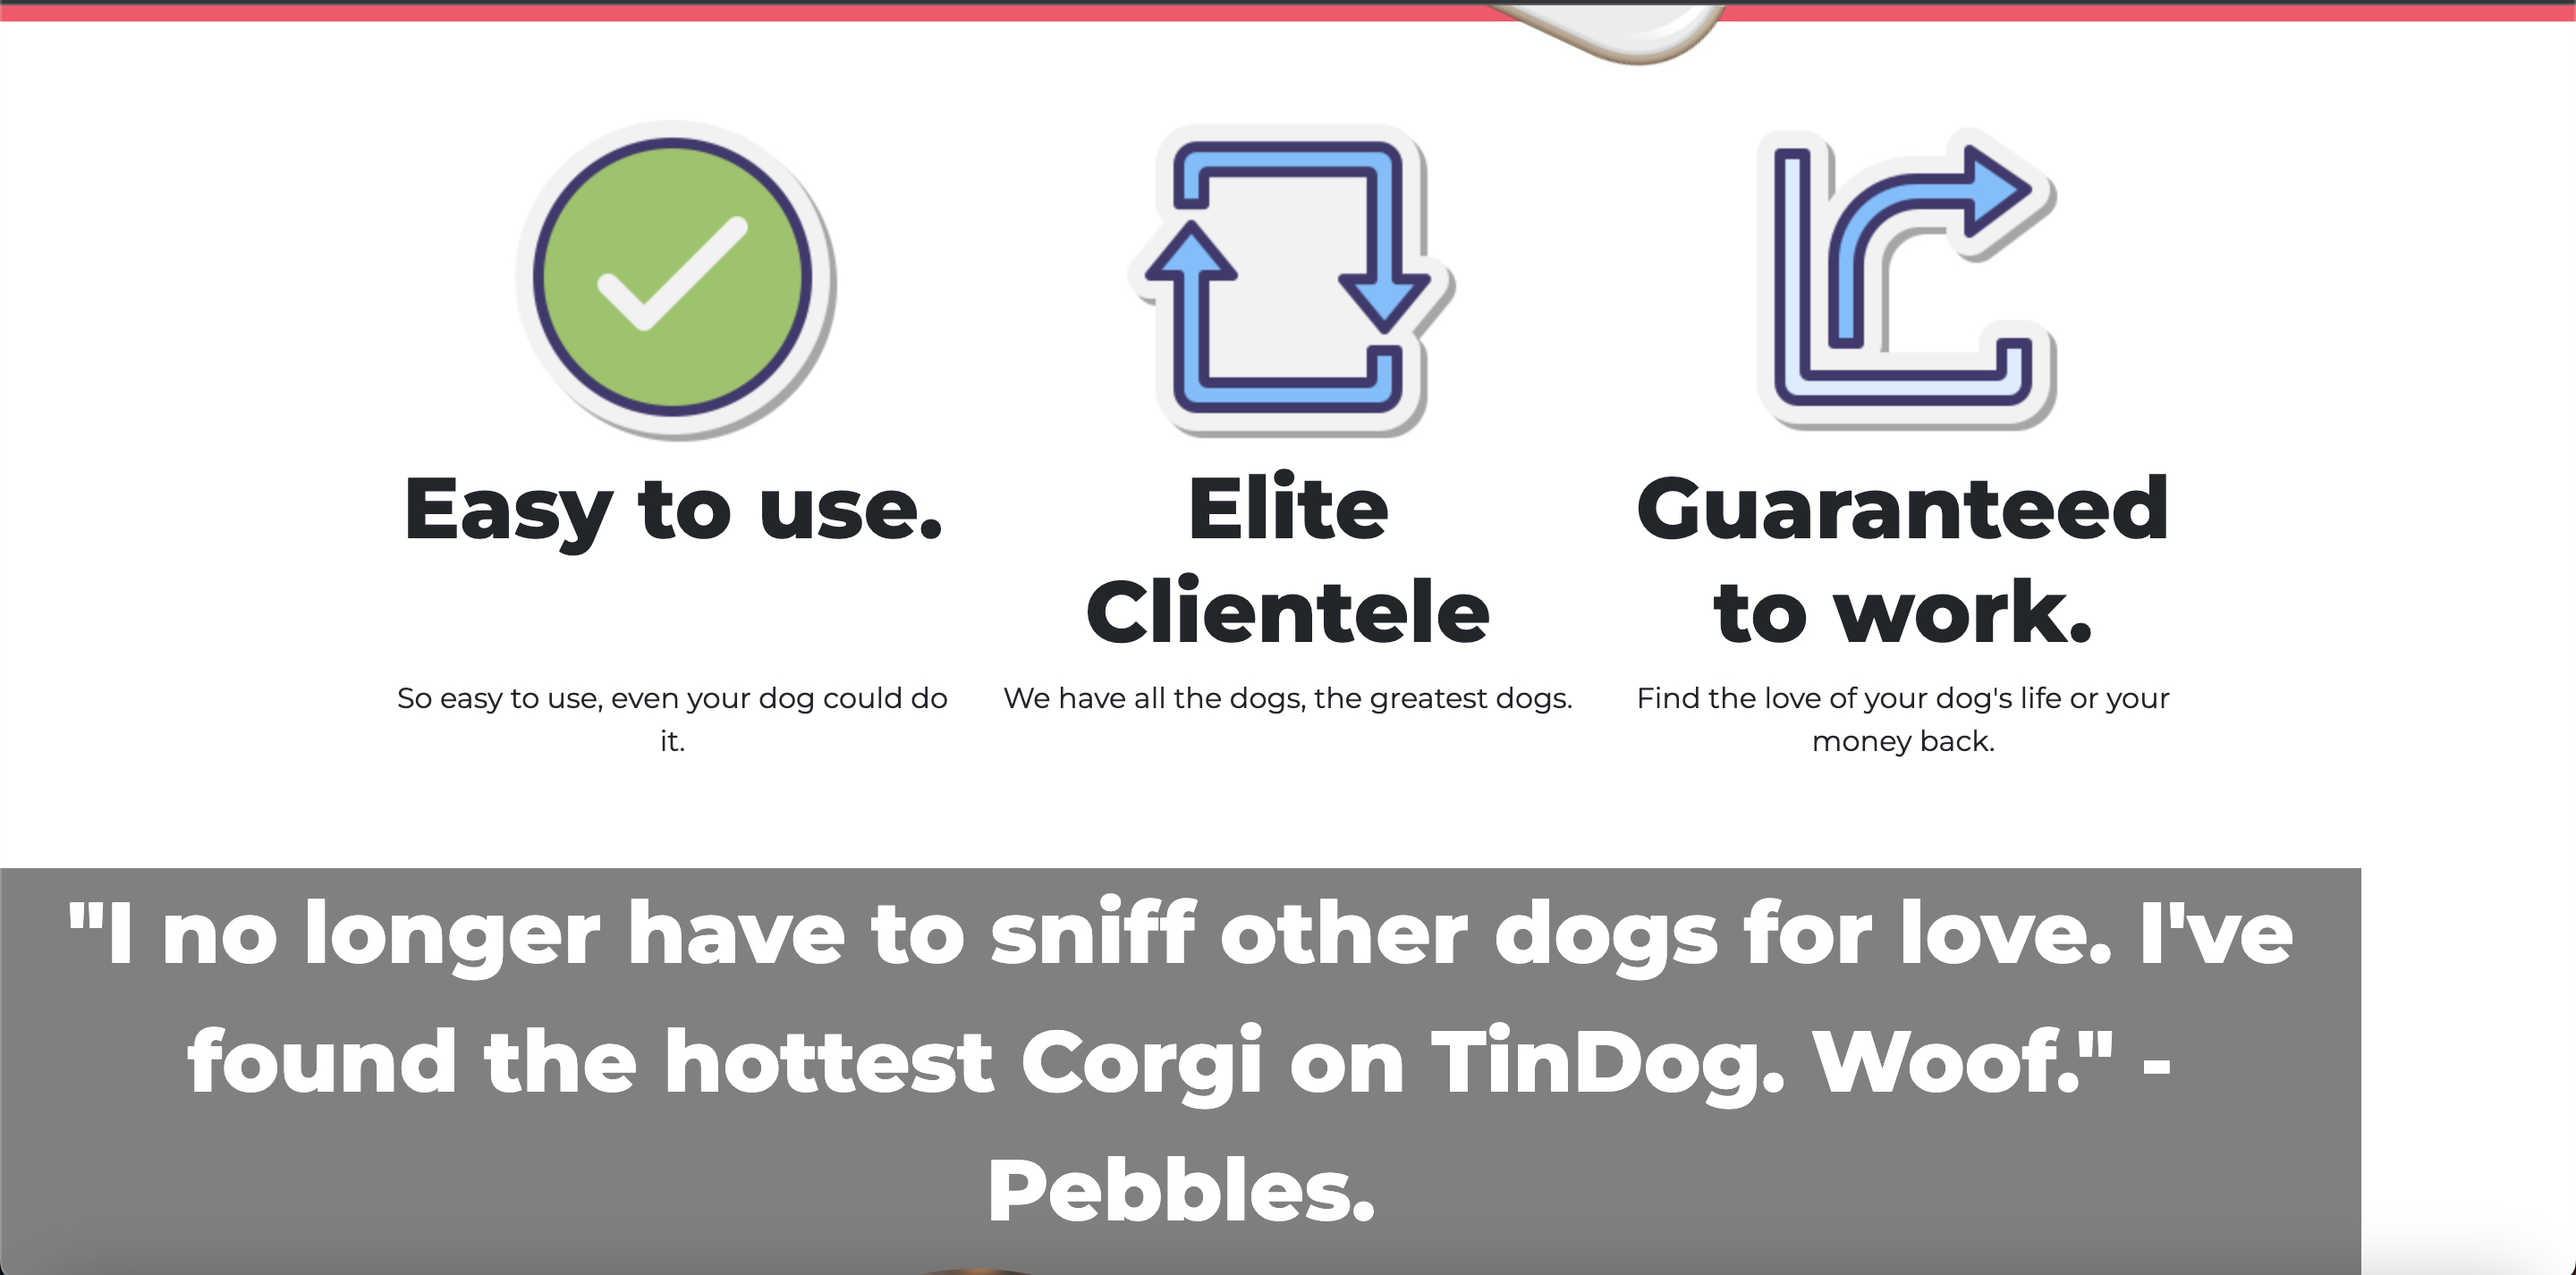 Easy to use.
Elite
Clientele
Guaranteed
to work.
So easy to use, even your dog could do
it.
We have all the dogs, the greatest dogs.
Find the love of your dog's life or your
money back.
"I no longer have to sniff other dogs for love. I've
found the hottest Corgi on TinDog. Woof." -
Pebbles.